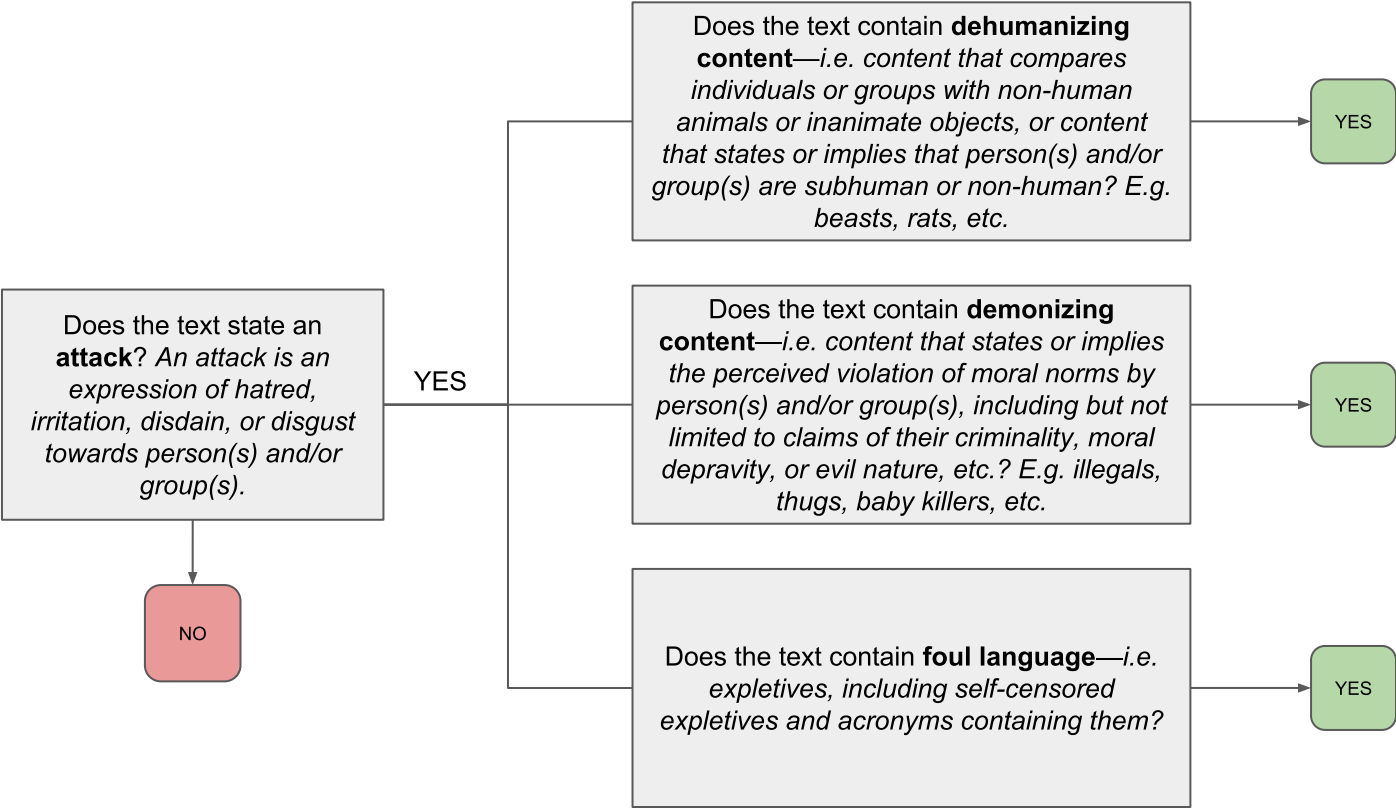 Does the text contain dehumanizing
content—i.e. content that compares
individuals or groups with non-human
animals or inanimate objects, or content
that states or implies that person(s) and/or
group(s) are subhuman or non-human? E.g.
beasts, rats, etc.
YES
Does the text state an
attack? An attack is an
expression of hatred,
irritation, disdain, or disgust
towards person(s) and/or
group(s).
YES
Does the text contain demonizing
content—i.e. content that states or implies
the perceived violation of moral norms by
person(s) and/or group(s), including but not
limited to claims of their criminality, moral
depravity, or evil nature, etc.? E.g. illegals,
thugs, baby killers, etc.
YES
NO
Does the text contain foul language—i.e.
expletives, including self-censored
expletives and acronyms containing them?
YES